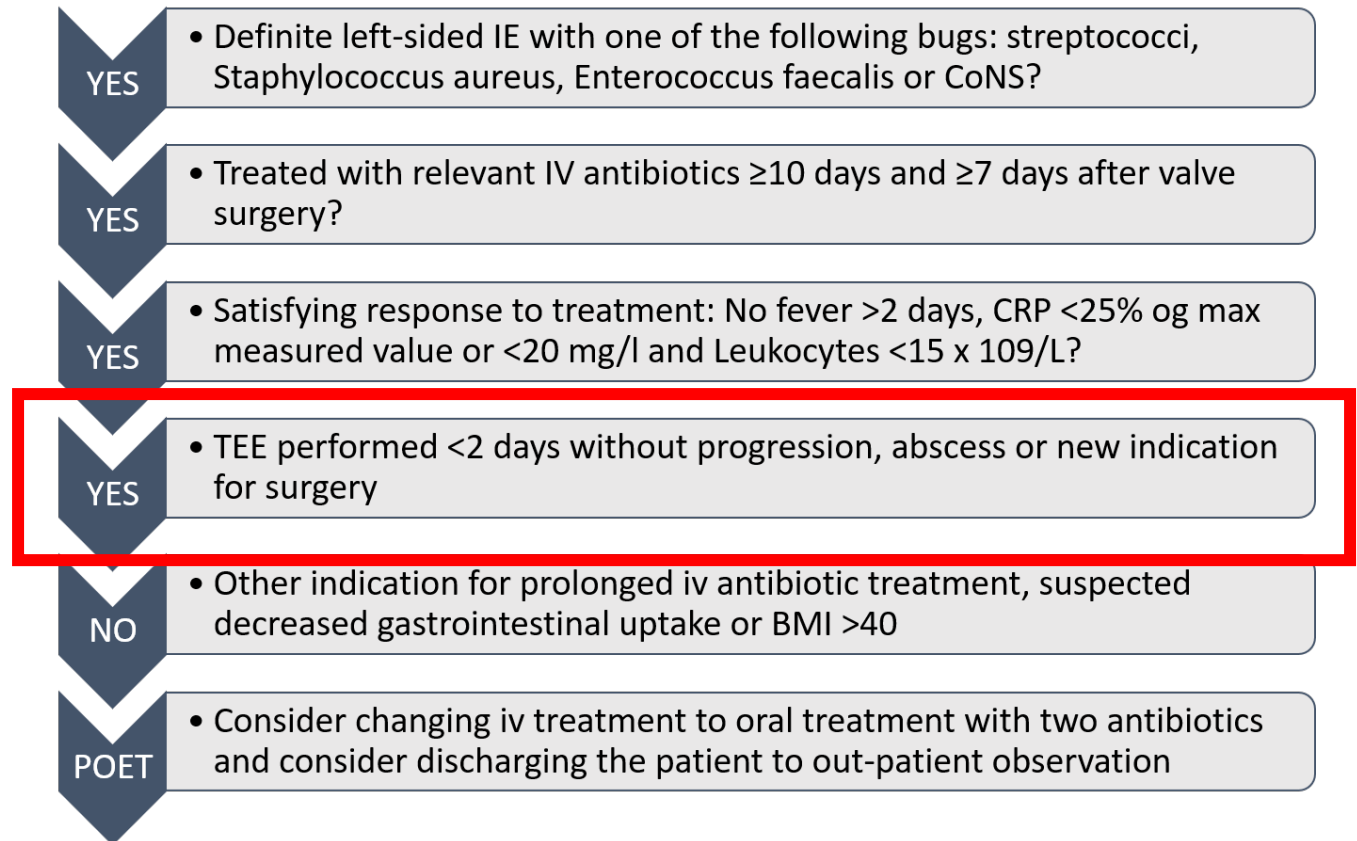 YES
• Definite left-sided IE with one of the following bugs: streptococci,
Staphylococcus aureus, Enterococcus faecalis or CoNS?
YES
• Treated with relevant IV antibiotics ≥10 days and ≥7 days after valve
surgery?
YES
• Satisfying response to treatment: No fever >2 days, CRP <25% og max
measured value or <20 mg/l and Leukocytes <15 x 109/L?
YES
• TEE performed <2 days without progression, abscess or new indication
for surgery
NO
• Other indication for prolonged iv antibiotic treatment, suspected
decreased gastrointestinal uptake or BMI >40
POET
• Consider changing iv treatment to oral treatment with two antibiotics
and consider discharging the patient to out-patient observation